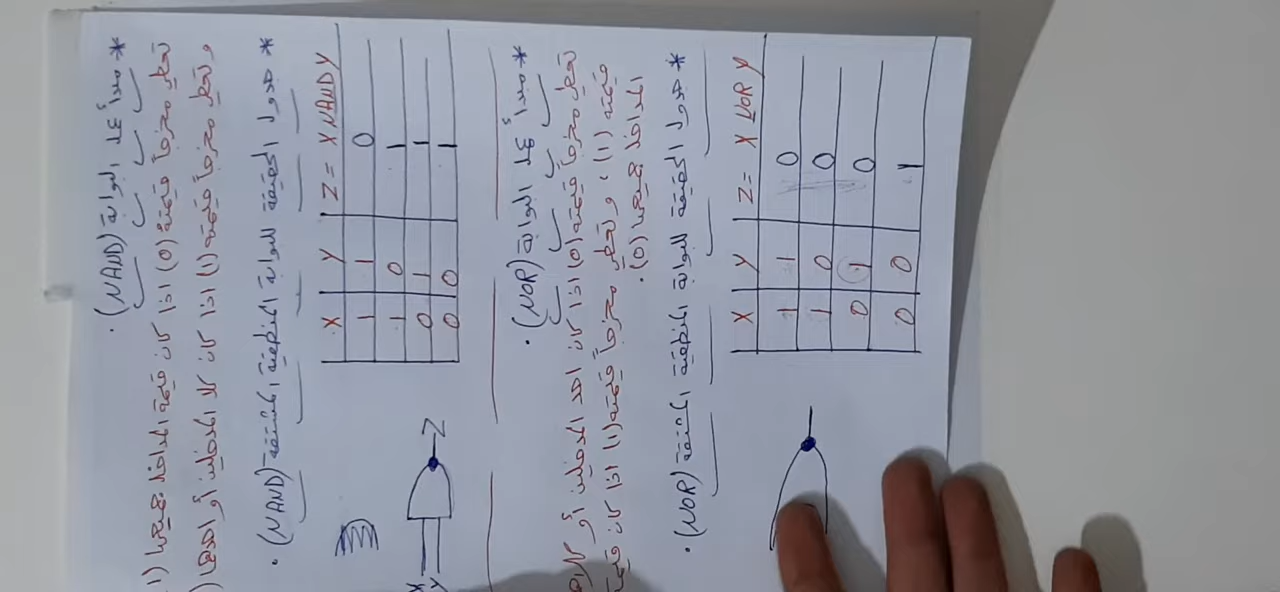 * مبدأ عمل البوابة (NAND).
تعطي مخرجاً قيمته (0) اذا كان قيمة المداخل جميعها (1
وتعطي مخرجاً قيمته (1) اذا كان كلا المدخلين أو احدهما (
* جدول الحقيقة للبوابة المنطقية المشتقة (NAND).
X Y Z = X NAND Y
1 1 0
1 0 1
0 1 1
0 0 1
X
Y
Z
* مبدأ عمل البوابة (NOR).
تعطي مخرجاً قيمته (0) اذا كان احد المدخلين أو كلاهما
قيمته (1)، وتعطي مخرجاً قيمته (1) اذا كان قيمة
المداخل جميعها (0).
* جدول الحقيقة للبوابة المنطقية المشتقة (NOR).
X Y Z = X NOR Y
1 1 0
1 0 0
0 1 0
0 0 1